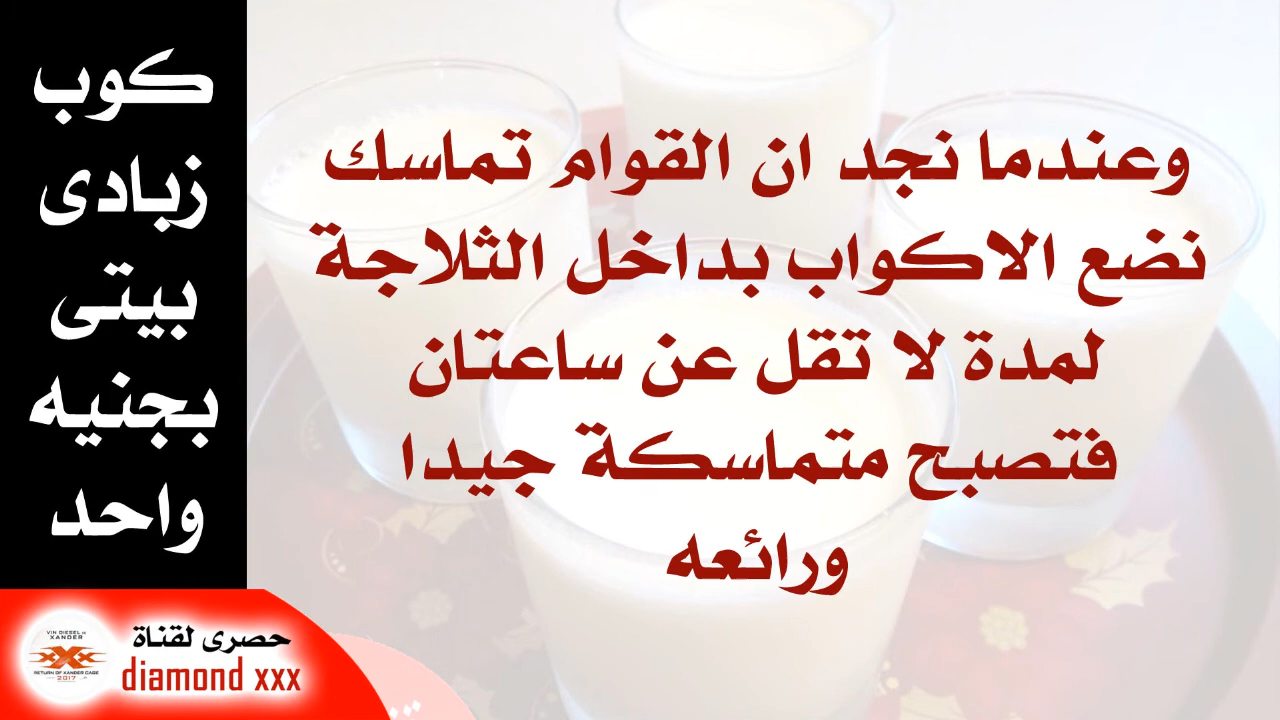 كوب
زبادى
بيتى
بجنيه
واحد
وعندما نجد ان القوام تماسك
نضع الاكواب بداخل الثلاجة
لمدة لا تقل عن ساعتان
فتصبح متماسكة جيدا
ورائعه
حصرى لقناة
diamond xxx
VIN DIESEL IS
XANDER
xXx
RETURN OF XANDER CAGE
2017